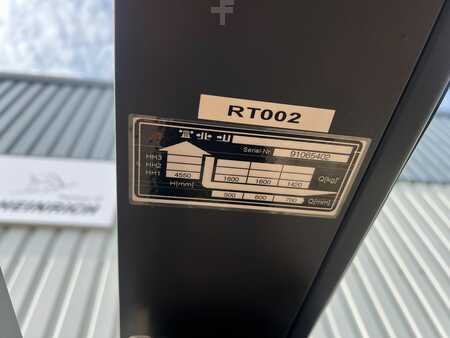 RT002
Serial-Nr. 91065402
HH3
HH2
HH1 4550 1600 1600 1420 Q[kg]
H[mm] 500 600 700 D[mm]